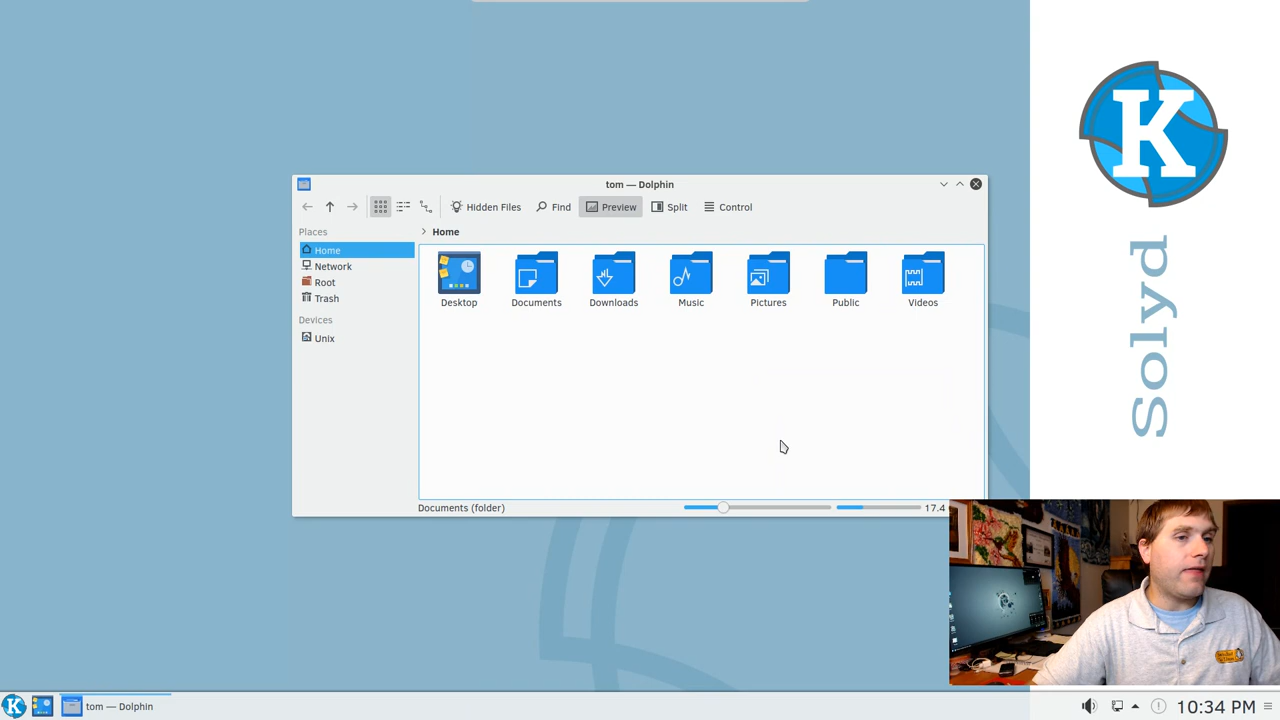 tom — Dolphin
Hidden Files
Find
Preview
Split
Control
Places
Home
Network
Root
Trash
Devices
Unix
Home
Desktop
Documents
Downloads
Music
Pictures
Public
Videos
Documents (folder)
17.4
K
Solyd
tom — Dolphin
10:34 PM